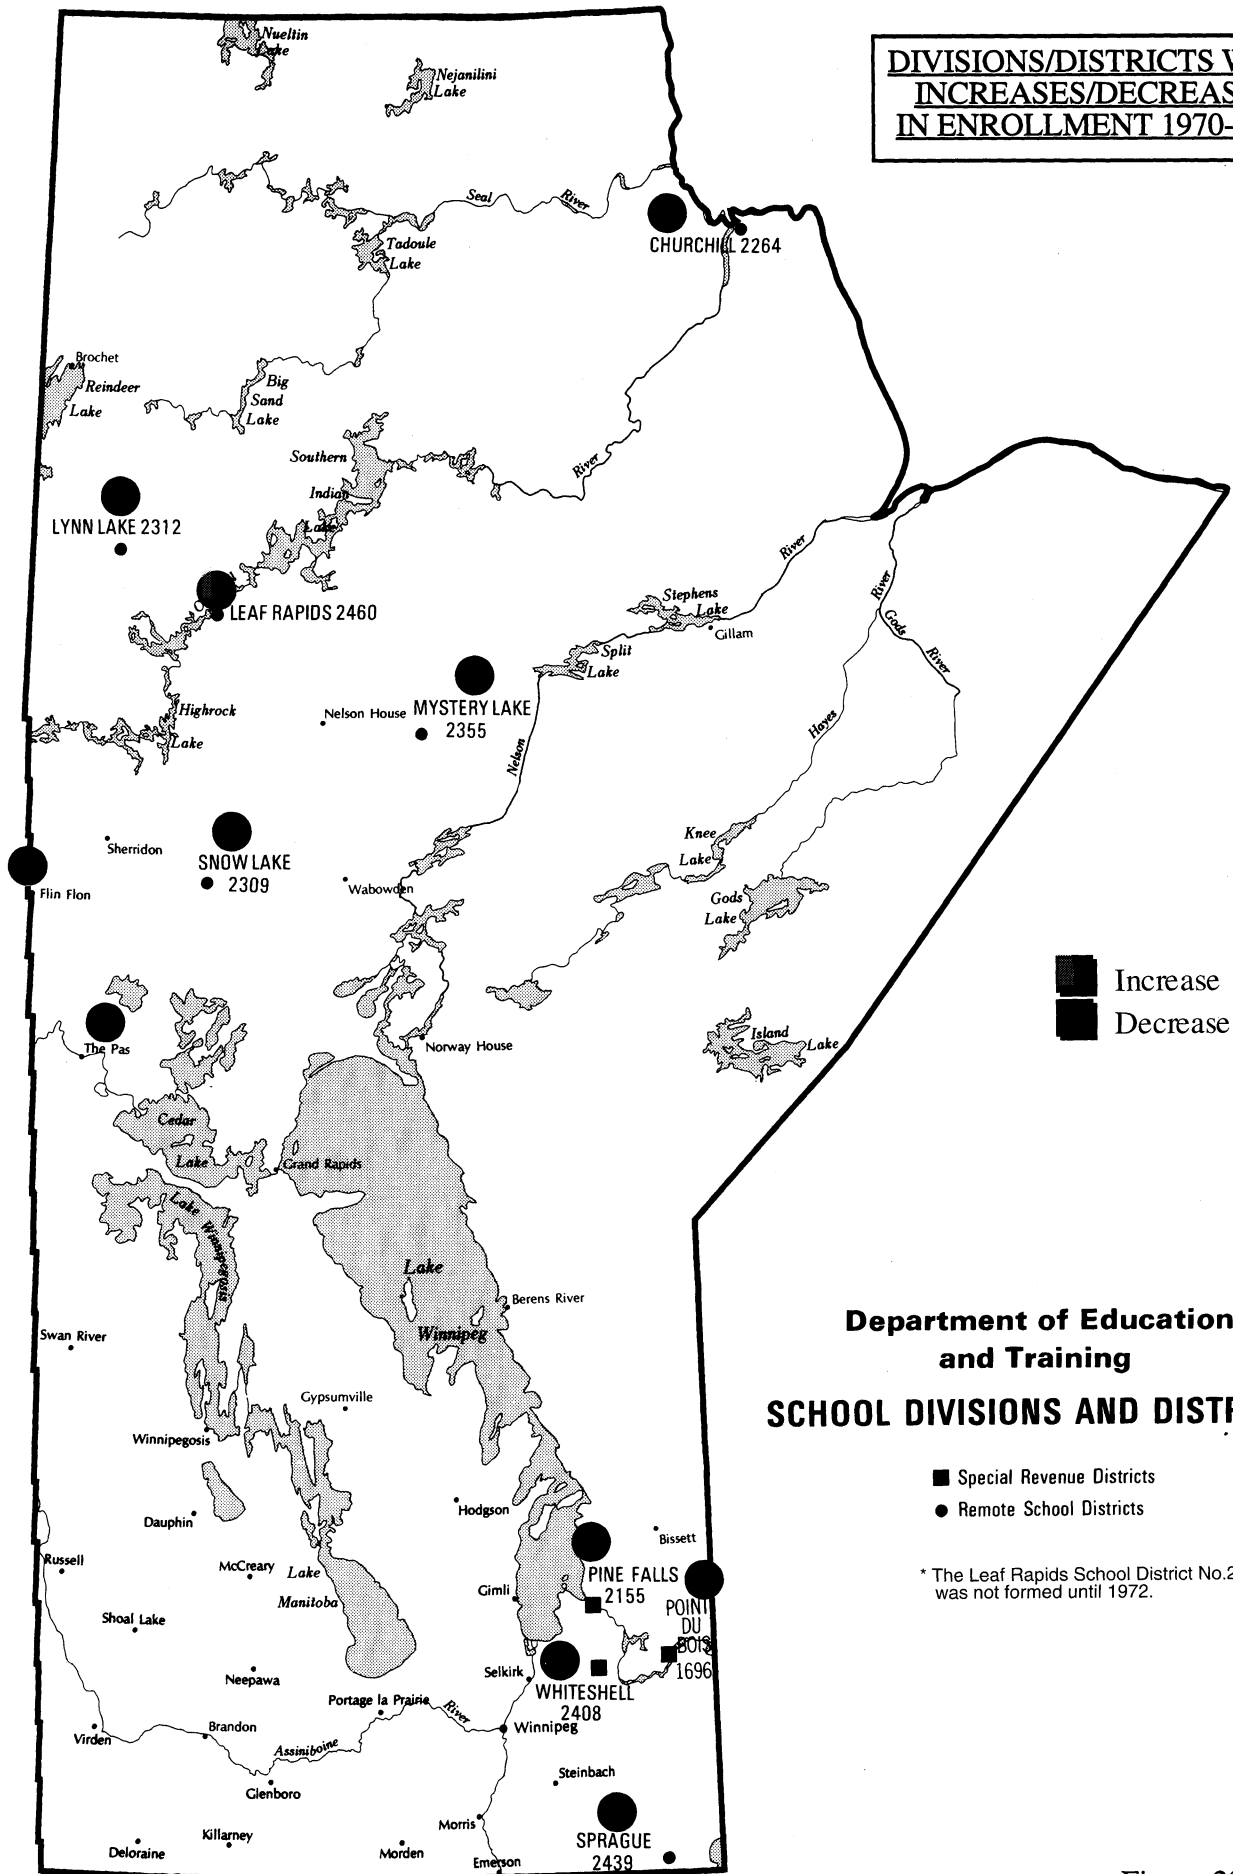 DIVISIONS/DISTRICTS
INCREASES/DECREAS
IN ENROLLMENT 1970-
Nueltin
Lake
Nejanilini
Lake
Seal River
CHURCHILL 2264
Tadoule
Lake
Brochet
Reindeer
Lake
Big
Sand
Lake
Southern
Indian
Lake
River
LYNN LAKE 2312
LEAF RAPIDS 2460
River
River
Stephens
Lake
Gillam
Split
Lake
Gods
River
Highrock
Lake
Nelson House
MYSTERY LAKE
2355
Nelson
Hayes
Sherridon
SNOW LAKE
2309
Flin Flon
Wabowden
Knee
Lake
Gods
Lake
Increase
Decrease
The Pas
Norway House
Island
Lake
Cedar
Lake
Grand Rapids
Lake Winnipegosis
Lake
Winnipeg
Berens River
Swan River
Gypsumville
Winnipegosis
Department of Education
and Training
SCHOOL DIVISIONS AND DISTR
Special Revenue Districts
Remote School Districts
Dauphin
Hodgson
Bissett
Russell
McCreary
Lake
Manitoba
Gimli
PINE FALLS
2155
POINT
DU
BOIS
1696
* The Leaf Rapids School District No.2
was not formed until 1972.
Shoal Lake
Neepawa
Selkirk
WHITESHELL
2408
Portage la Prairie
River
Winnipeg
Virden
Brandon
Assiniboine
Glenboro
Steinbach
Morris
SPRAGUE
2439
Deloraine
Killarney
Morden
Emerson